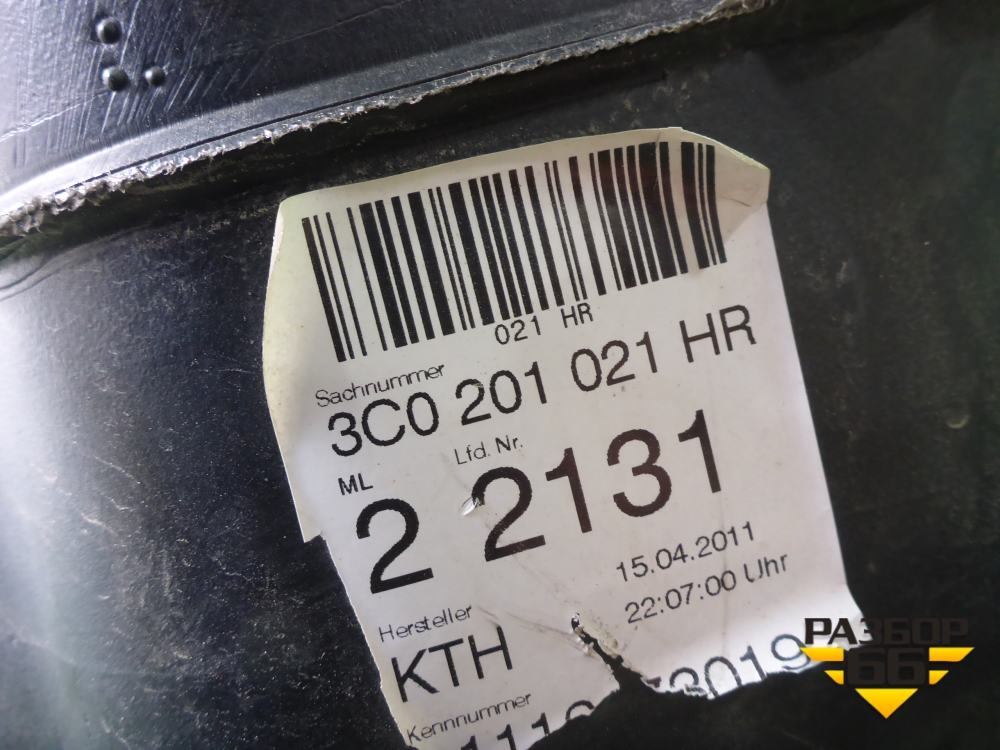 021 HR
Sachnummer
3C0 201 021 HR
ML Lfd. Nr.
2 2131
15.04.2011
22:07:00 Uhr
Hersteller
KTH
Kennnummer
РАЗБОР
66